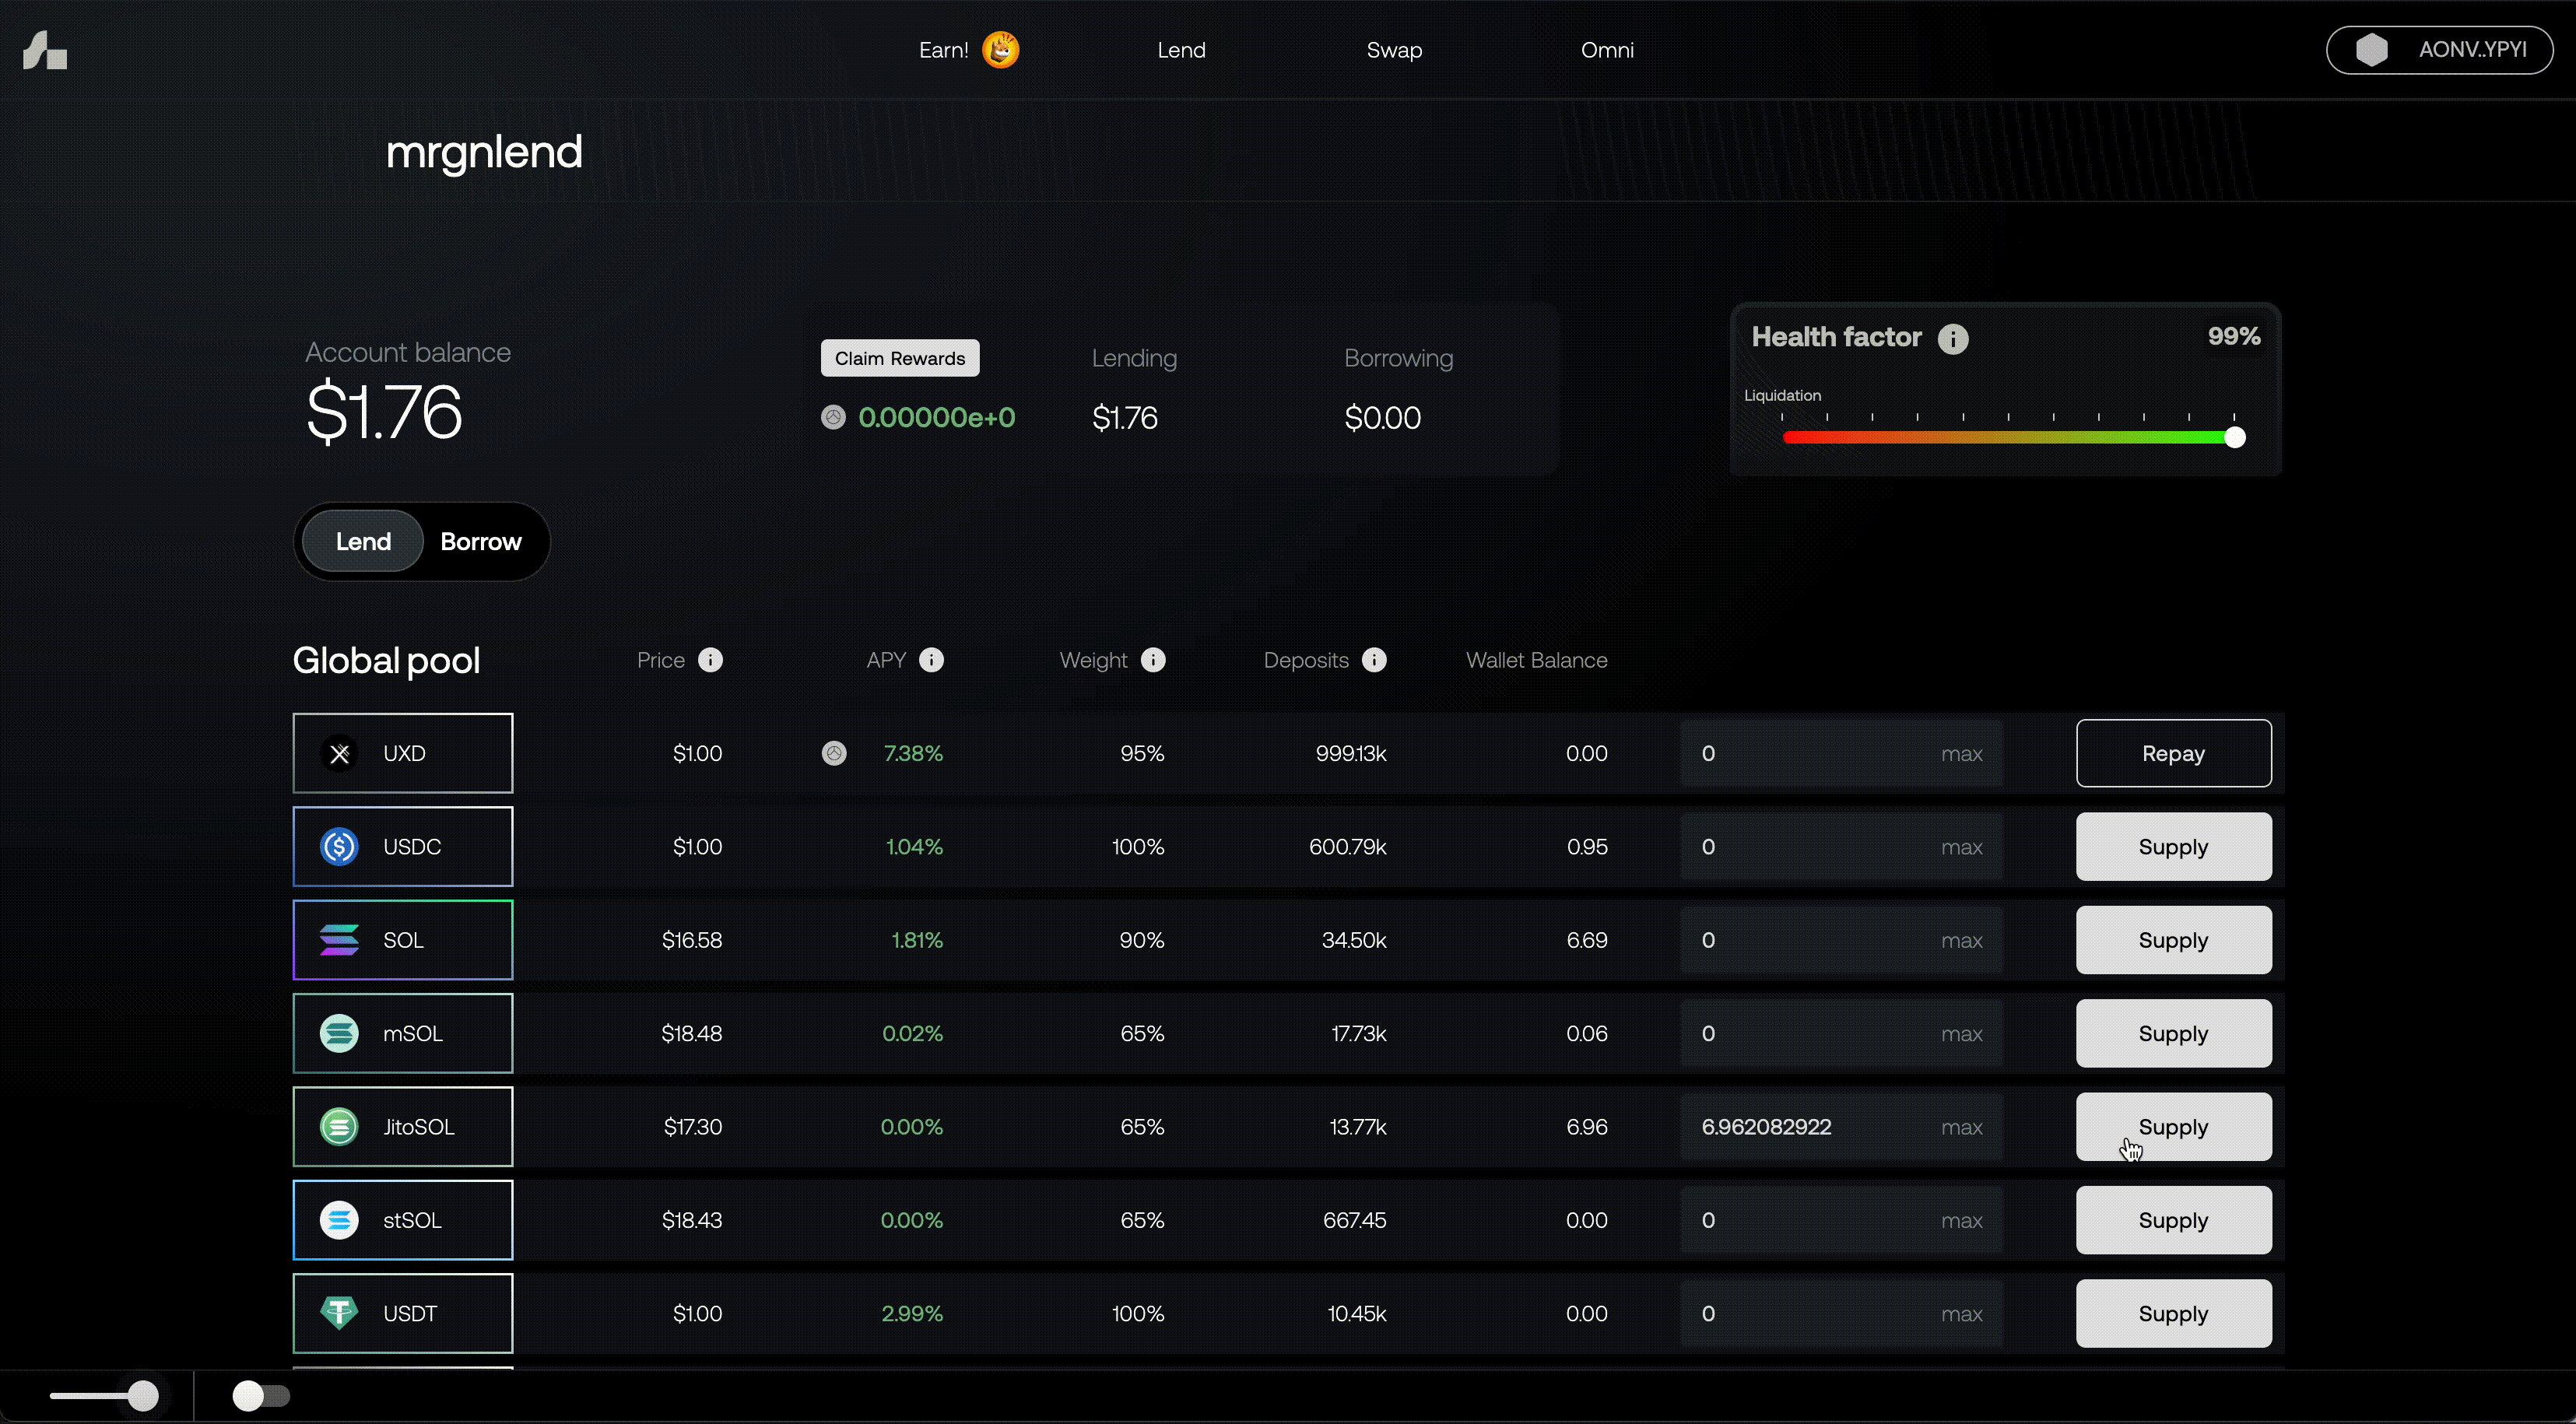 Earn! Lend Swap Omni AONV..YPYI
mrgnlend
Account balance
$1.76
Claim Rewards Lending Borrowing
0.00000e+0 $1.76 $0.00
Health factor 99%
Liquidation
Lend Borrow
Global pool Price APY Weight Deposits Wallet Balance
UXD $1.00 7.38% 95% 999.13k 0.00 0 max Repay
USDC $1.00 1.04% 100% 600.79k 0.95 0 max Supply
SOL $16.58 1.81% 90% 34.50k 6.69 0 max Supply
mSOL $18.48 0.02% 65% 17.73k 0.06 0 max Supply
JitoSOL $17.30 0.00% 65% 13.77k 6.96 6.962082922 max Supply
stSOL $18.43 0.00% 65% 667.45 0.00 0 max Supply
USDT $1.00 2.99% 100% 10.45k 0.00 0 max Supply